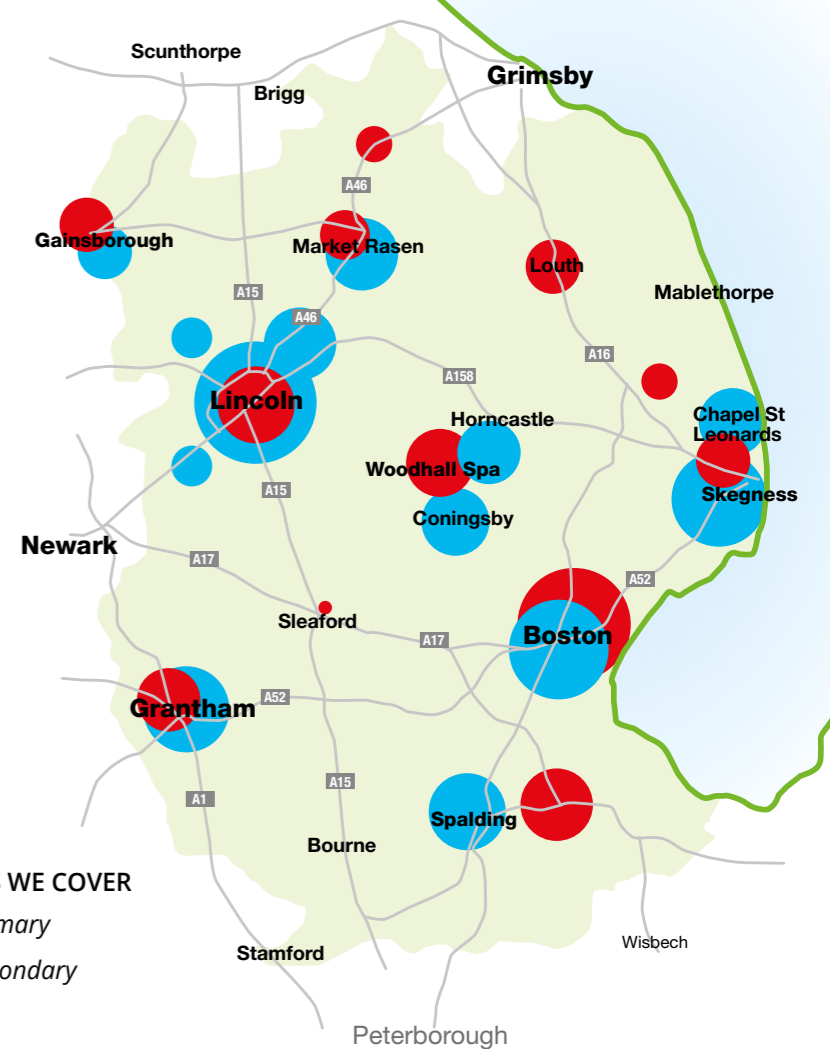 Scunthorpe
Grimsby
Brigg
A46
Gainsborough
Market Rasen
Louth
A15
Mablethorpe
A46
A16
A158
Lincoln
Chapel St
Leonards
Horncastle
Woodhall Spa
A15
Skegness
Coningsby
Newark
A17
A52
Sleaford
A17
Boston
A52
Grantham
A15
A1
Spalding
Bourne
WE COVER
Wisbech
Stamford
Peterborough